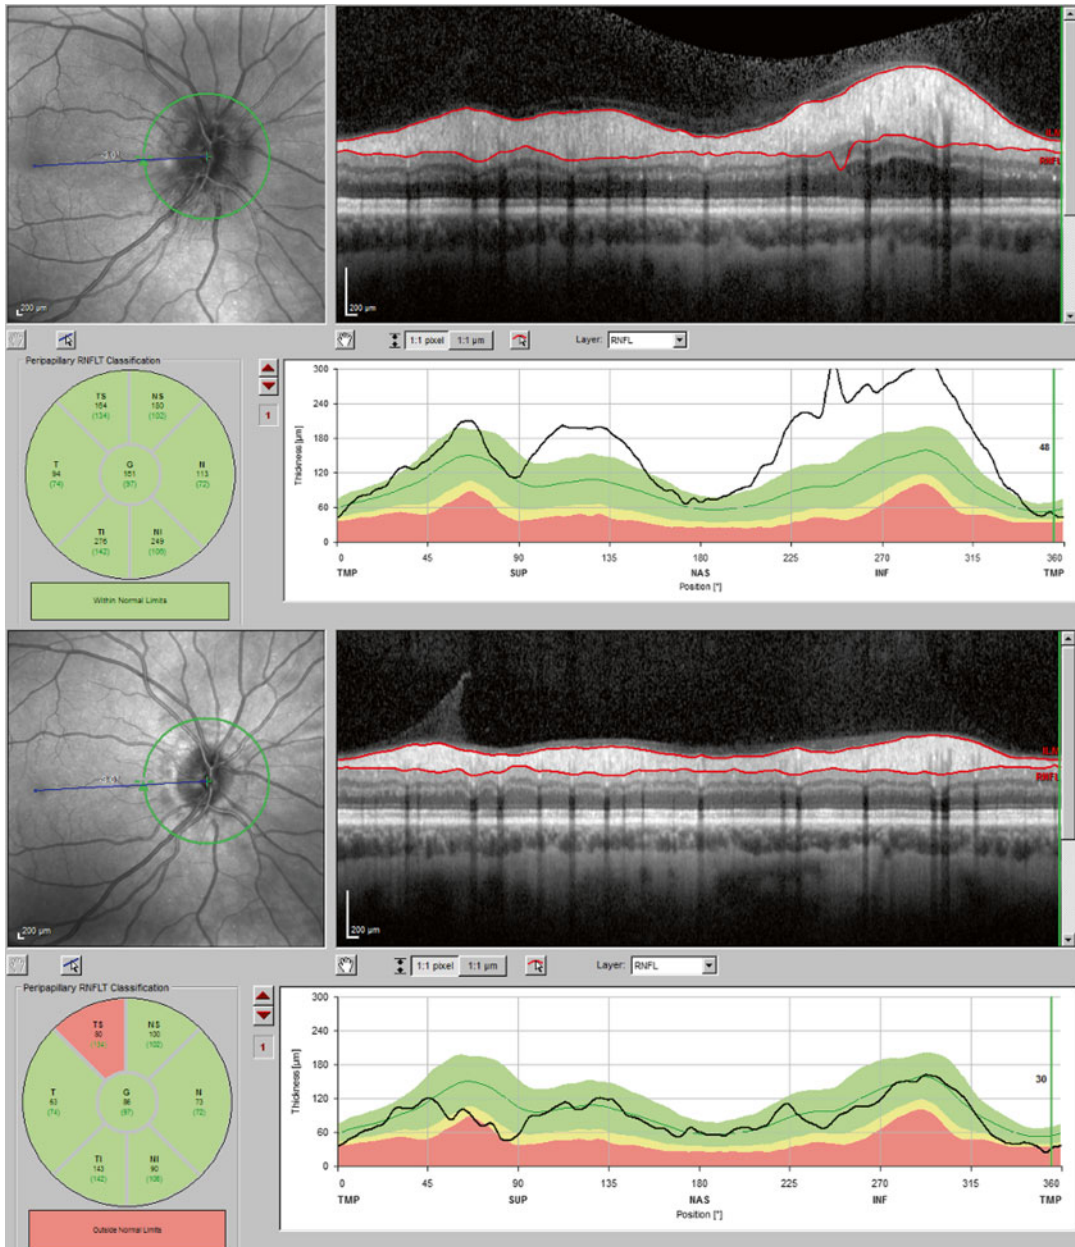 ILM
RNFL
200 µm
200 µm
1:1 pixel 1:1 µm Layer: RNFL
Peripapillary RNFLT Classification
TS
164
(134)
NS
150
(102)
T
94
(74)
G
151
(97)
N
113
(72)
TI
276
(142)
NI
249
(106)
Within Normal Limits
1
Thickness [µm]
300
240
180
120
60
0
48
0 45 90 135 180 225 270 315 360
TMP SUP NAS INF TMP
Position [°]
RNFL
200 µm
200 µm
1:1 pixel 1:1 µm Layer: RNFL
Peripapillary RNFLT Classification
TS
80
(134)
NS
100
(102)
T
63
(74)
G
86
(97)
N
73
(72)
TI
143
(142)
NI
90
(106)
Outside Normal Limits
1
Thickness [µm]
300
240
180
120
60
0
30
0 45 90 135 180 225 270 315 360
TMP SUP NAS INF TMP
Position [°]